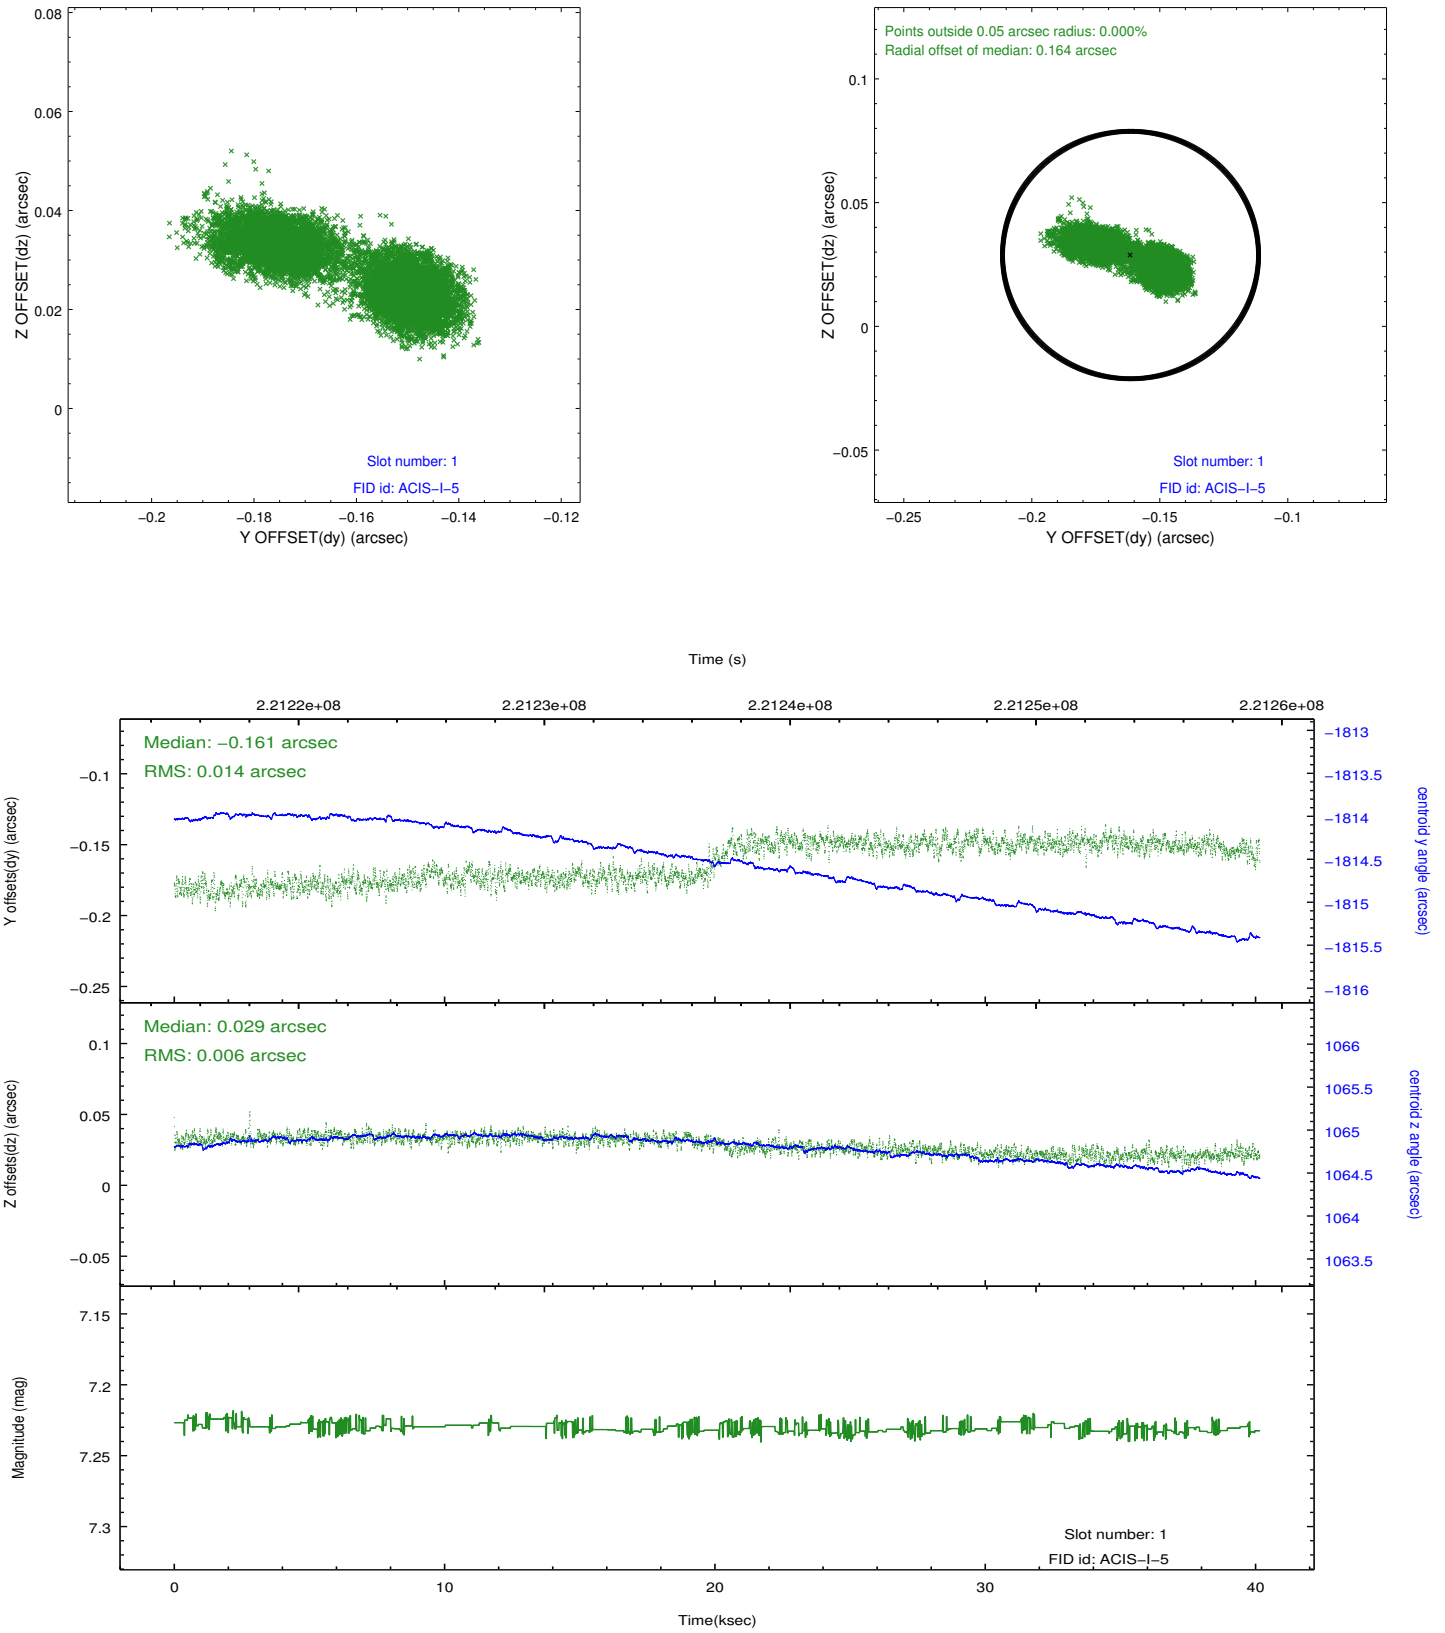 0.08
0.06
0.04
0.02
0
Z OFFSET(dz) (arcsec)
Slot number: 1
FID id: ACIS−I−5
−0.2 −0.18 −0.16 −0.14 −0.12
Y OFFSET(dy) (arcsec)
Points outside 0.05 arcsec radius: 0.000%
Radial offset of median: 0.164 arcsec
0.1
0.05
0
−0.05
Z OFFSET(dz) (arcsec)
Slot number: 1
FID id: ACIS−I−5
−0.25 −0.2 −0.15 −0.1
Y OFFSET(dy) (arcsec)
Time (s)
2.2122e+08 2.2123e+08 2.2124e+08 2.2125e+08 2.2126e+08
Median: −0.161 arcsec
RMS: 0.014 arcsec
−0.1
−0.15
−0.2
−0.25
Y offsets(dy) (arcsec)
−1813
−1813.5
−1814
−1814.5
−1815
−1815.5
−1816
centroid y angle (arcsec)
Median: 0.029 arcsec
RMS: 0.006 arcsec
0.1
0.05
0
−0.05
Z offsets(dz) (arcsec)
1066
1065.5
1065
1064.5
1064
1063.5
centroid z angle (arcsec)
7.15
7.2
7.25
7.3
Magnitude (mag)
Slot number: 1
FID id: ACIS−I−5
0 10 20 30 40
Time(ksec)